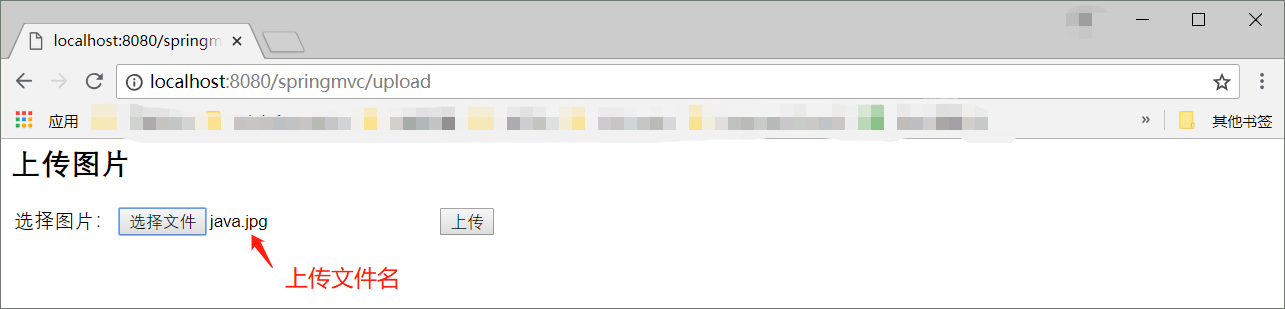 localhost:8080/springm
localhost:8080/springmvc/upload
应用
» 其他书签
上传图片
选择图片： 选择文件 java.jpg 上传
上传文件名